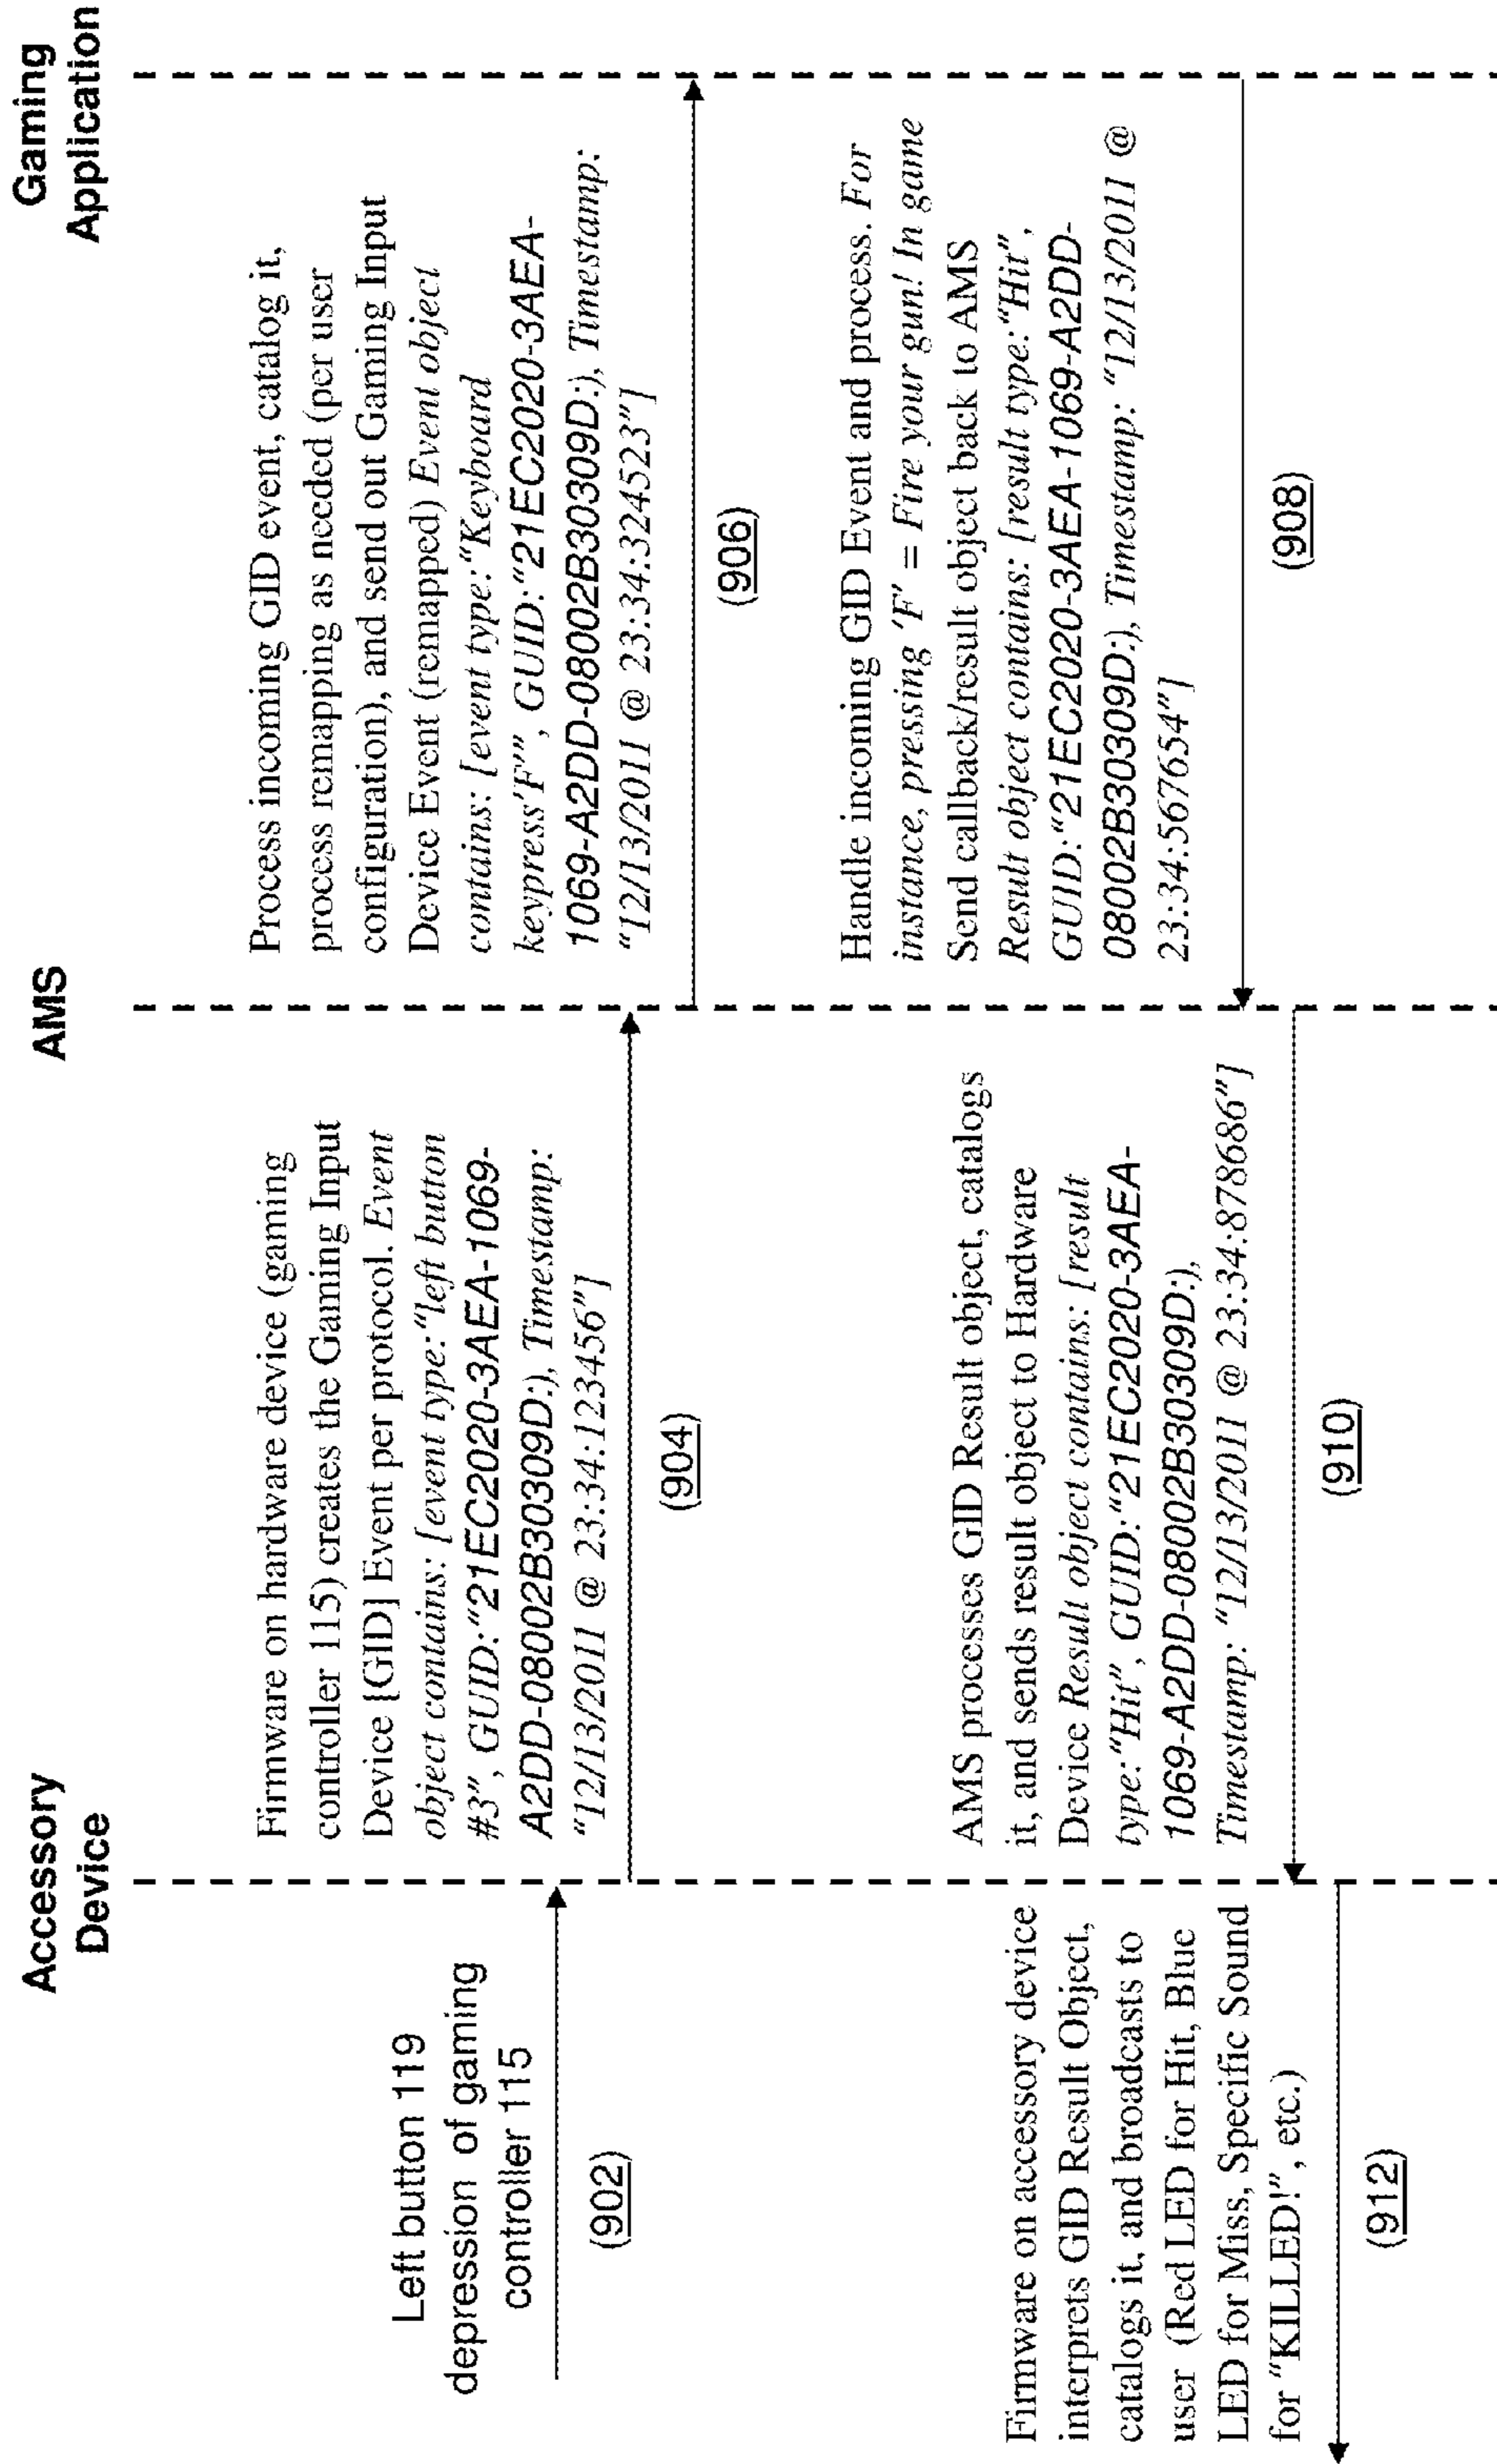 Accessory
Device
AMS
Gaming
Application
Left button 119
depression of gaming
controller 115
(902)
Firmware on hardware device (gaming
controller 115) creates the Gaming Input
Device [GID] Event per protocol. Event
object contains: [event type:"left button
#3", GUID:"21EC2020-3AEA-1069-
A2DD-08002B30309D:), Timestamp:
"12/13/2011 @ 23:34:123456"]
(904)
Process incoming GID event, catalog it,
process remapping as needed (per user
configuration), and send out Gaming Input
Device Event (remapped) Event object
contains: [event type:"Keyboard
keypress'F'", GUID:"21EC2020-3AEA-
1069-A2DD-08002B30309D:), Timestamp:
"12/13/2011 @ 23:34:324523"]
(906)
Handle incoming GID Event and process. For
instance, pressing 'F' = Fire your gun! In game
Send callback/result object back to AMS
Result object contains: [result type:"Hit",
GUID:"21EC2020-3AEA-1069-A2DD-
08002B30309D:), Timestamp: "12/13/2011 @
23:34:567654"]
(908)
AMS processes GID Result object, catalogs
it, and sends result object to Hardware
Device Result object contains: [result
type:"Hit", GUID:"21EC2020-3AEA-
1069-A2DD-08002B30309D:),
Timestamp: "12/13/2011 @ 23:34:878686"]
(910)
Firmware on accessory device
interprets GID Result Object,
catalogs it, and broadcasts to
user (Red LED for Hit, Blue
LED for Miss, Specific Sound
for "KILLED!", etc.)
(912)